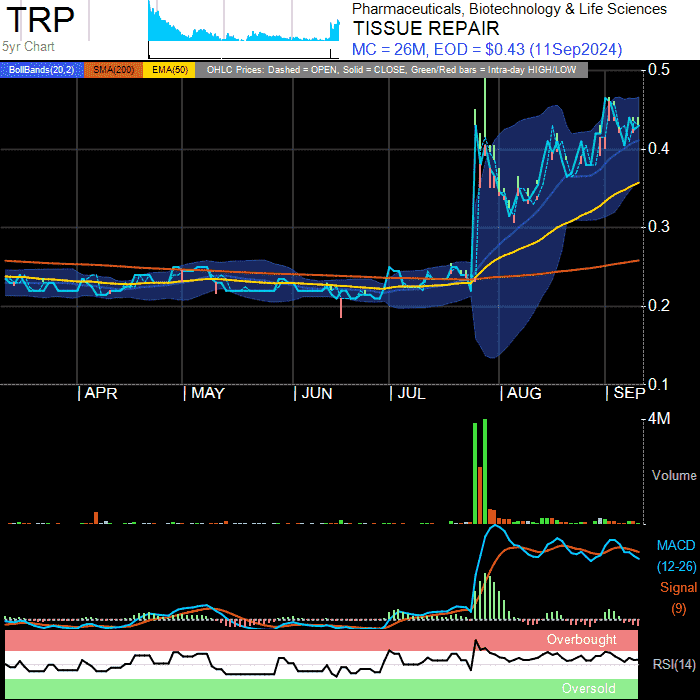 TRP
5yr Chart
Pharmaceuticals, Biotechnology & Life Sciences
TISSUE REPAIR
MC = 26M, EOD = $0.43 (11Sep2024)
BollBands(20,2) SMA(200) EMA(50) OHLC Prices: Dashed = OPEN, Solid = CLOSE, Green/Red bars = Intra-day HIGH/LOW
0.5
0.4
0.3
0.2
0.1
APR MAY JUN JUL AUG SEP
4M
Volume
MACD
(12-26)
Signal
(9)
Overbought
RSI(14)
Oversold